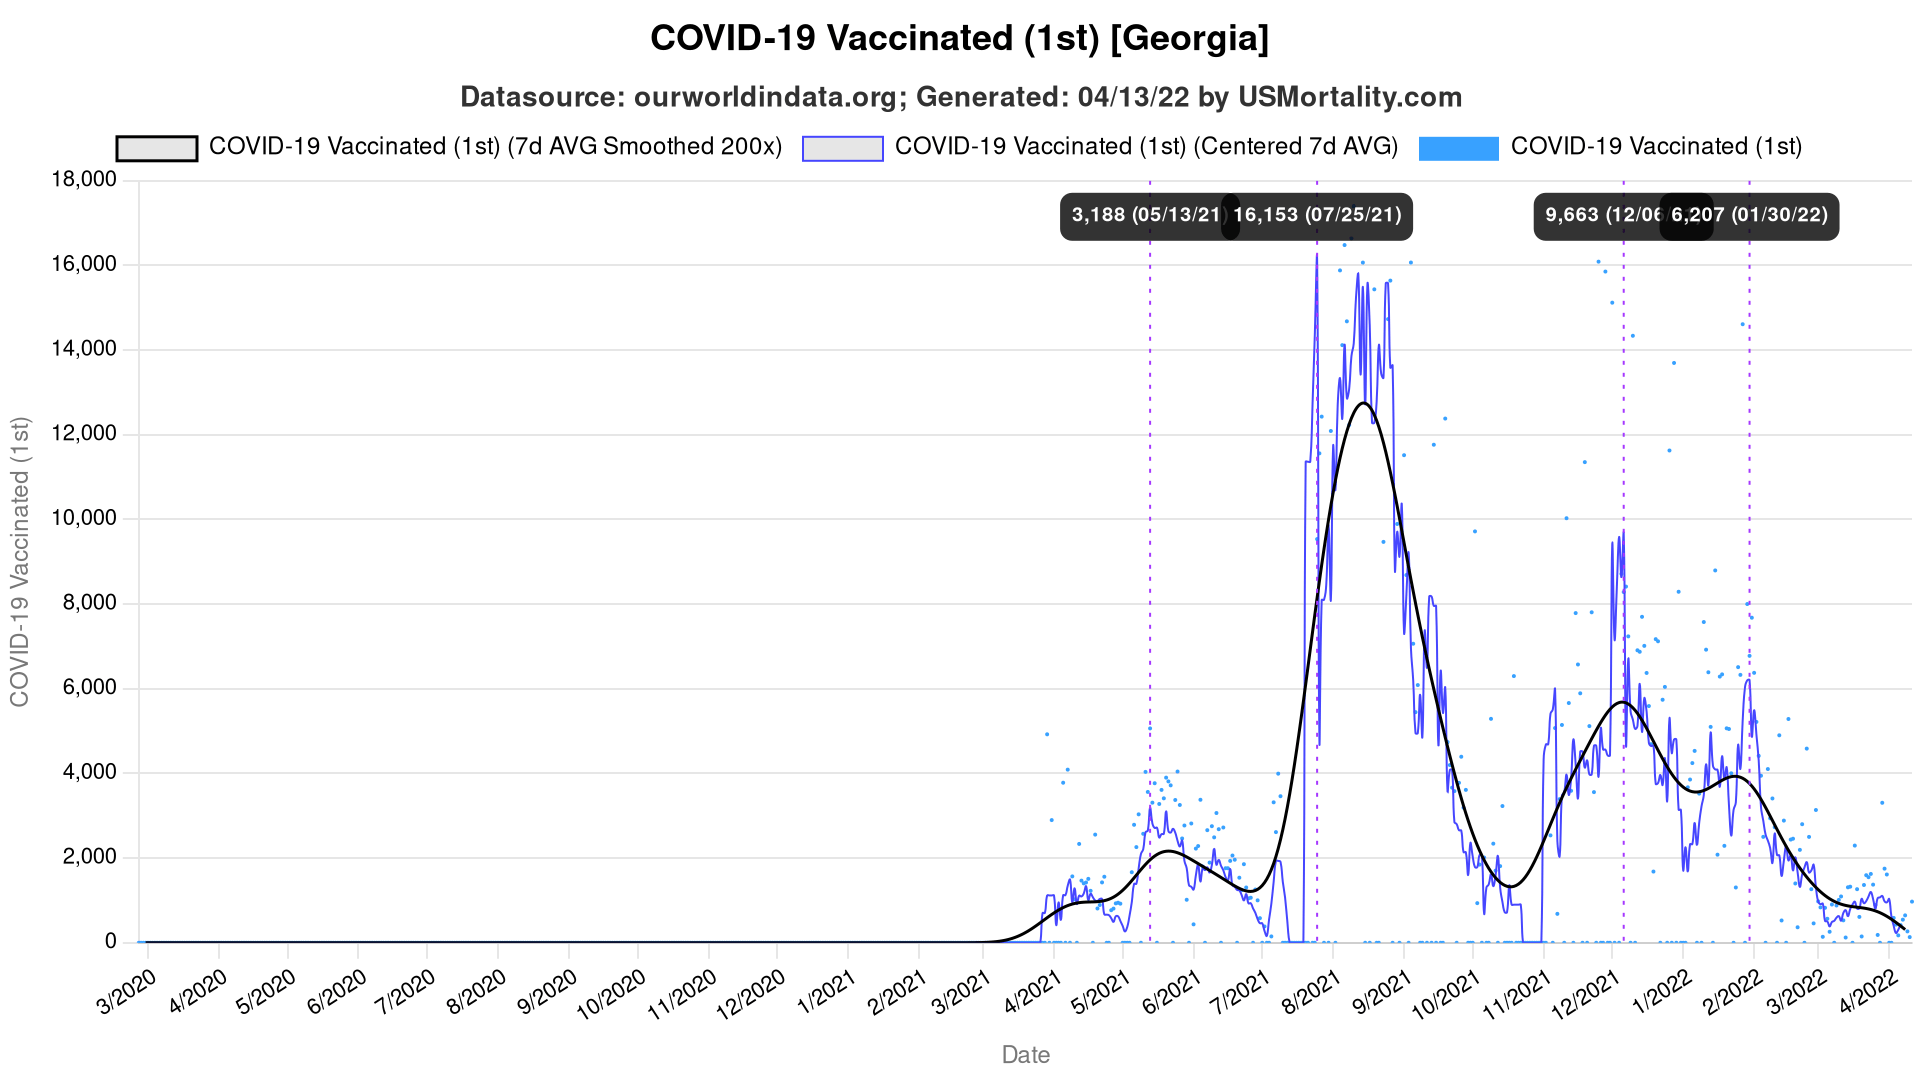 COVID-19 Vaccinated (1st) [Georgia]
Datasource: ourworldindata.org; Generated: 04/13/22 by USMortality.com
COVID-19 Vaccinated (1st) (7d AVG Smoothed 200x) COVID-19 Vaccinated (1st) (Centered 7d AVG) COVID-19 Vaccinated (1st)
3,188 (05/13/21) 16,153 (07/25/21) 9,663 (12/06 6,207 (01/30/22)
18,000
16,000
14,000
12,000
10,000
8,000
6,000
4,000
2,000
0
COVID-19 Vaccinated (1st)
3/2020 4/2020 5/2020 6/2020 7/2020 8/2020 9/2020 10/2020 11/2020 12/2020 1/2021 2/2021 3/2021 4/2021 5/2021 6/2021 7/2021 8/2021 9/2021 10/2021 11/2021 12/2021 1/2022 2/2022 3/2022 4/2022
Date